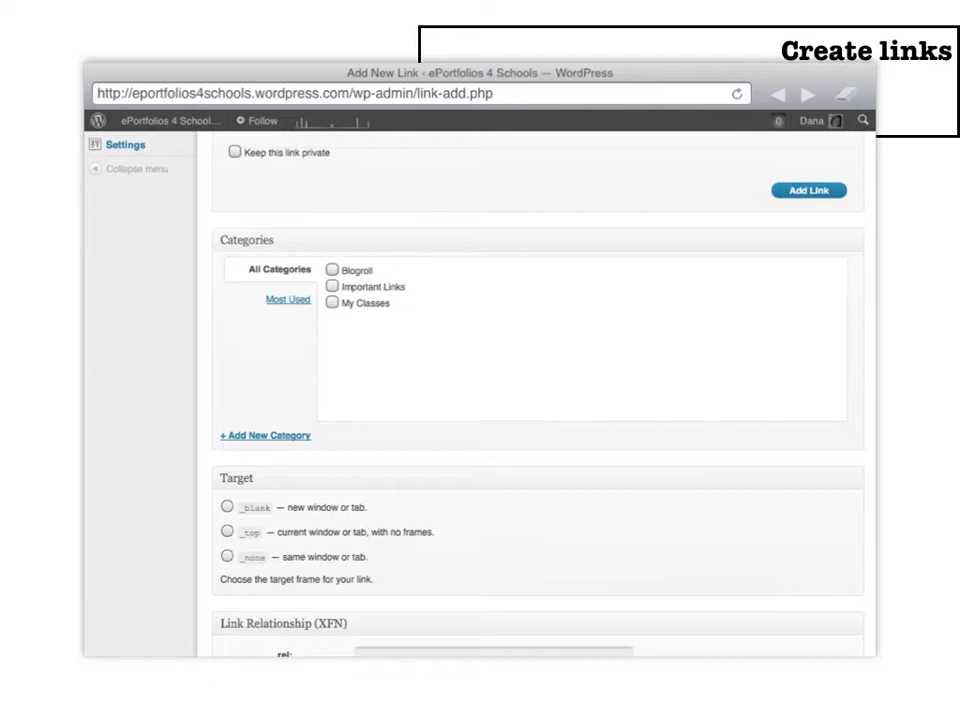 Create links
Add New Link ‹ ePortfolios 4 Schools — WordPress
http://eportfolios4schools.wordpress.com/wp-admin/link-add.php
ePortfolios 4 School... Follow 0 Dana
Settings
Collapse menu
Keep this link private
Add Link
Categories
All Categories
Most Used
Blogroll
Important Links
My Classes
+ Add New Category
Target
_blank — new window or tab.
_top — current window or tab, with no frames.
_none — same window or tab.
Choose the target frame for your link.
Link Relationship (XFN)
rel: